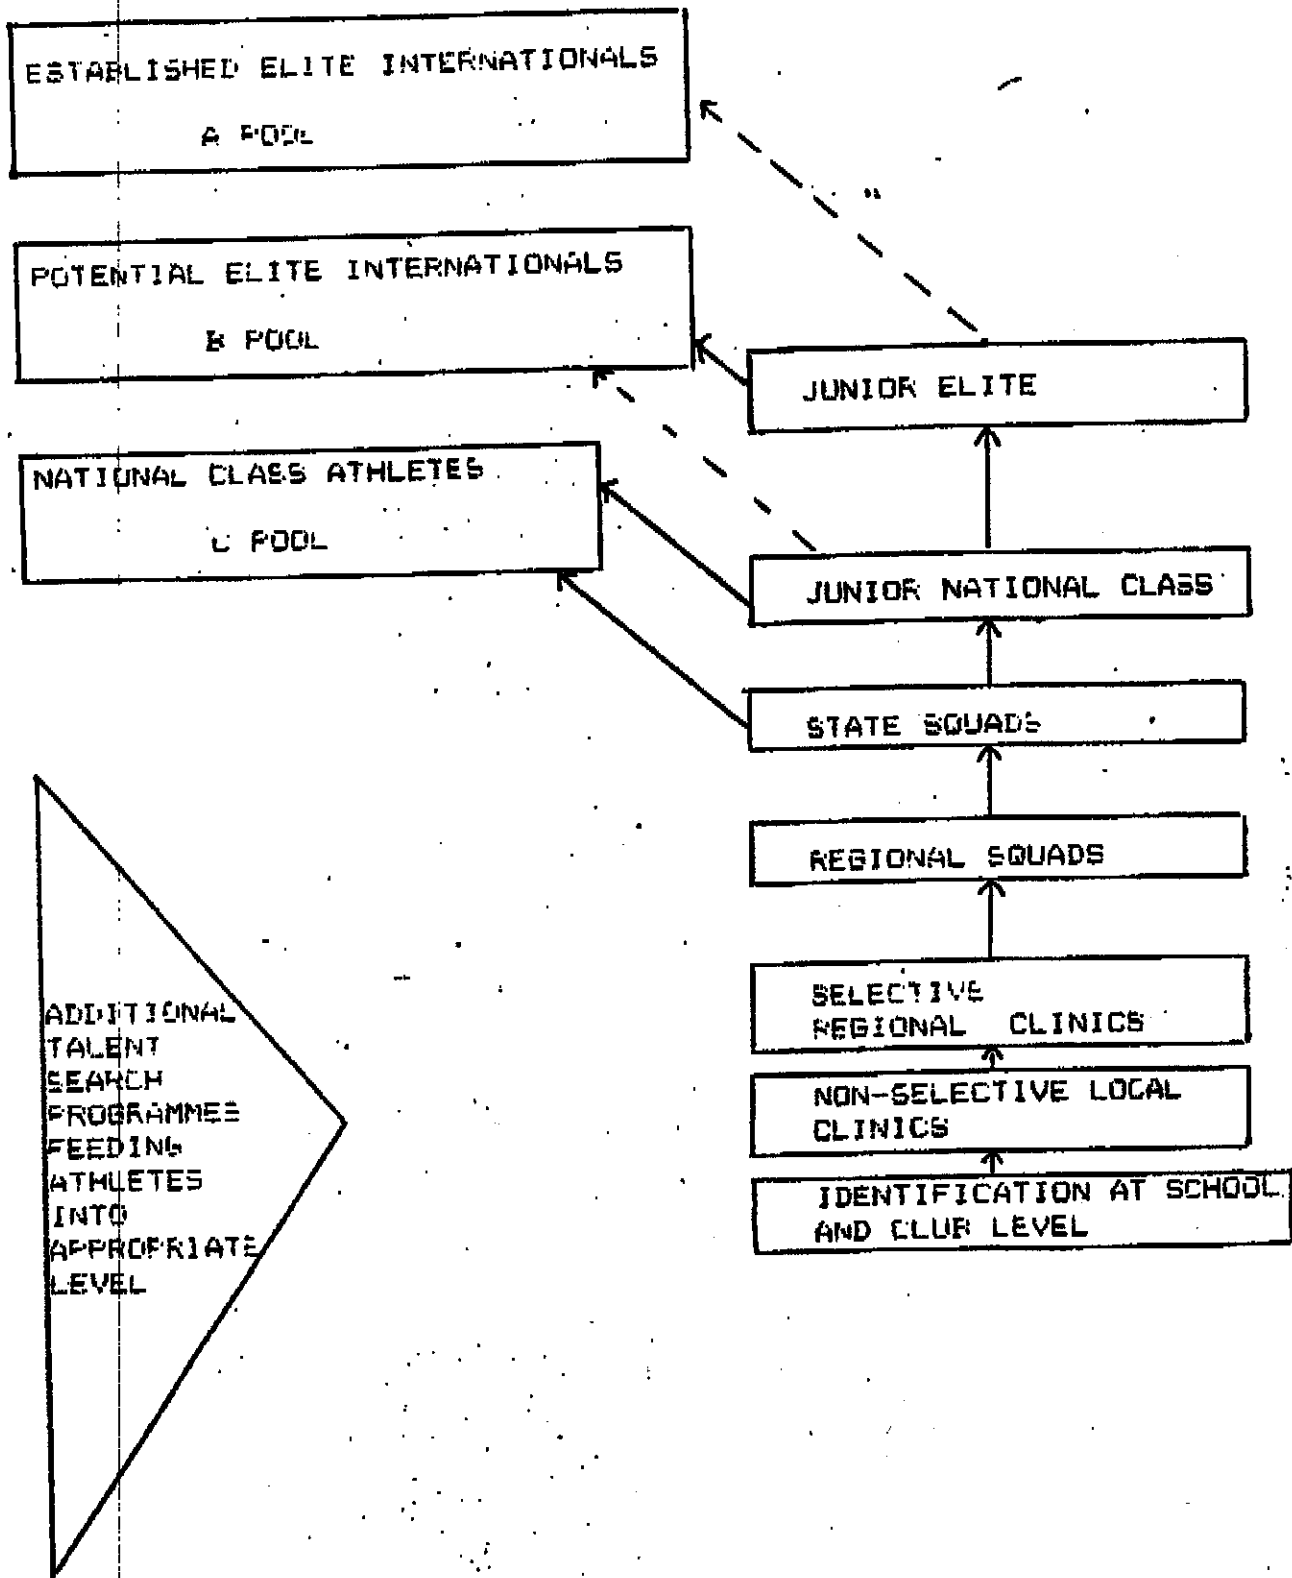 ESTABLISHED ELITE INTERNATIONALS
A POOL
POTENTIAL ELITE INTERNATIONALS
B POOL
JUNIOR ELITE
NATIONAL CLASS ATHLETES
C POOL
JUNIOR NATIONAL CLASS
STATE SQUADS
REGIONAL SQUADS
SELECTIVE
REGIONAL CLINICS
NON-SELECTIVE LOCAL
CLINICS
IDENTIFICATION AT SCHOOL
AND CLUB LEVEL
ADDITIONAL
TALENT
SEARCH
PROGRAMMES
FEEDING
ATHLETES
INTO
APPROPRIATE
LEVEL